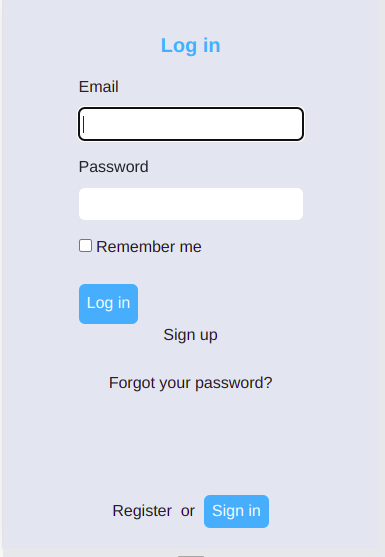 Log in
Email
Password
Remember me
Log in
Sign up
Forgot your password?
Register or Sign in